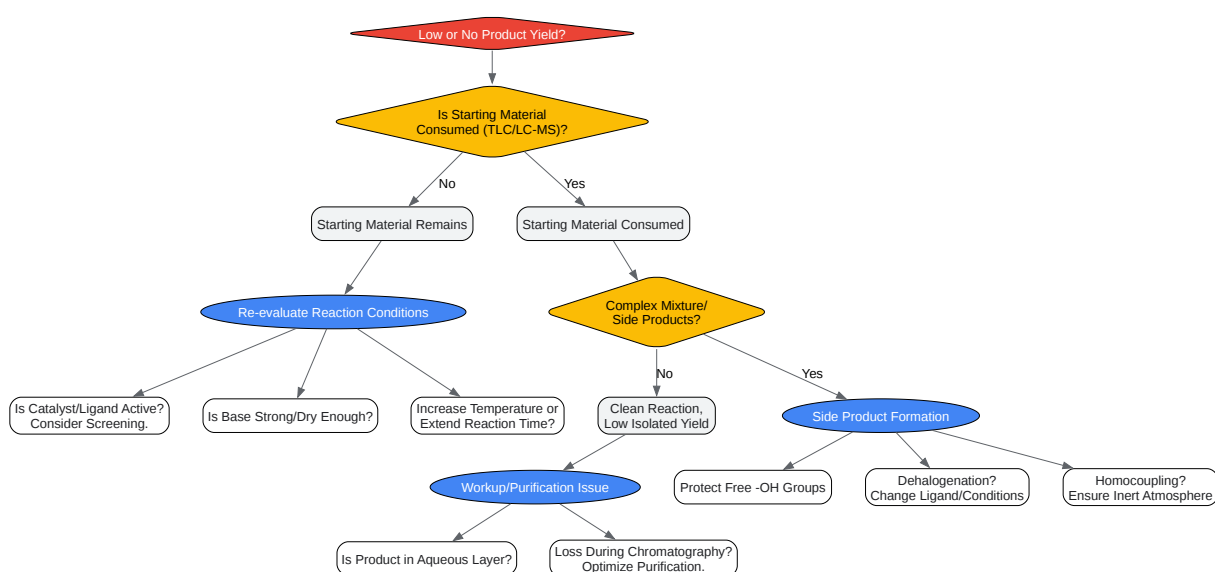 Low or No Product Yield?
Is Starting Material
Consumed (TLC/LC-MS)?
No
Yes
Starting Material Remains
Starting Material Consumed
Re-evaluate Reaction Conditions
Complex Mixture/
Side Products?
No
Yes
Is Catalyst/Ligand Active?
Consider Screening.
Is Base Strong/Dry Enough?
Increase Temperature or
Extend Reaction Time?
Clean Reaction,
Low Isolated Yield
Side Product Formation
Workup/Purification Issue
Protect Free -OH Groups
Dehalogenation?
Change Ligand/Conditions
Homocoupling?
Ensure Inert Atmosphere
Is Product in Aqueous Layer?
Loss During Chromatography?
Optimize Purification.